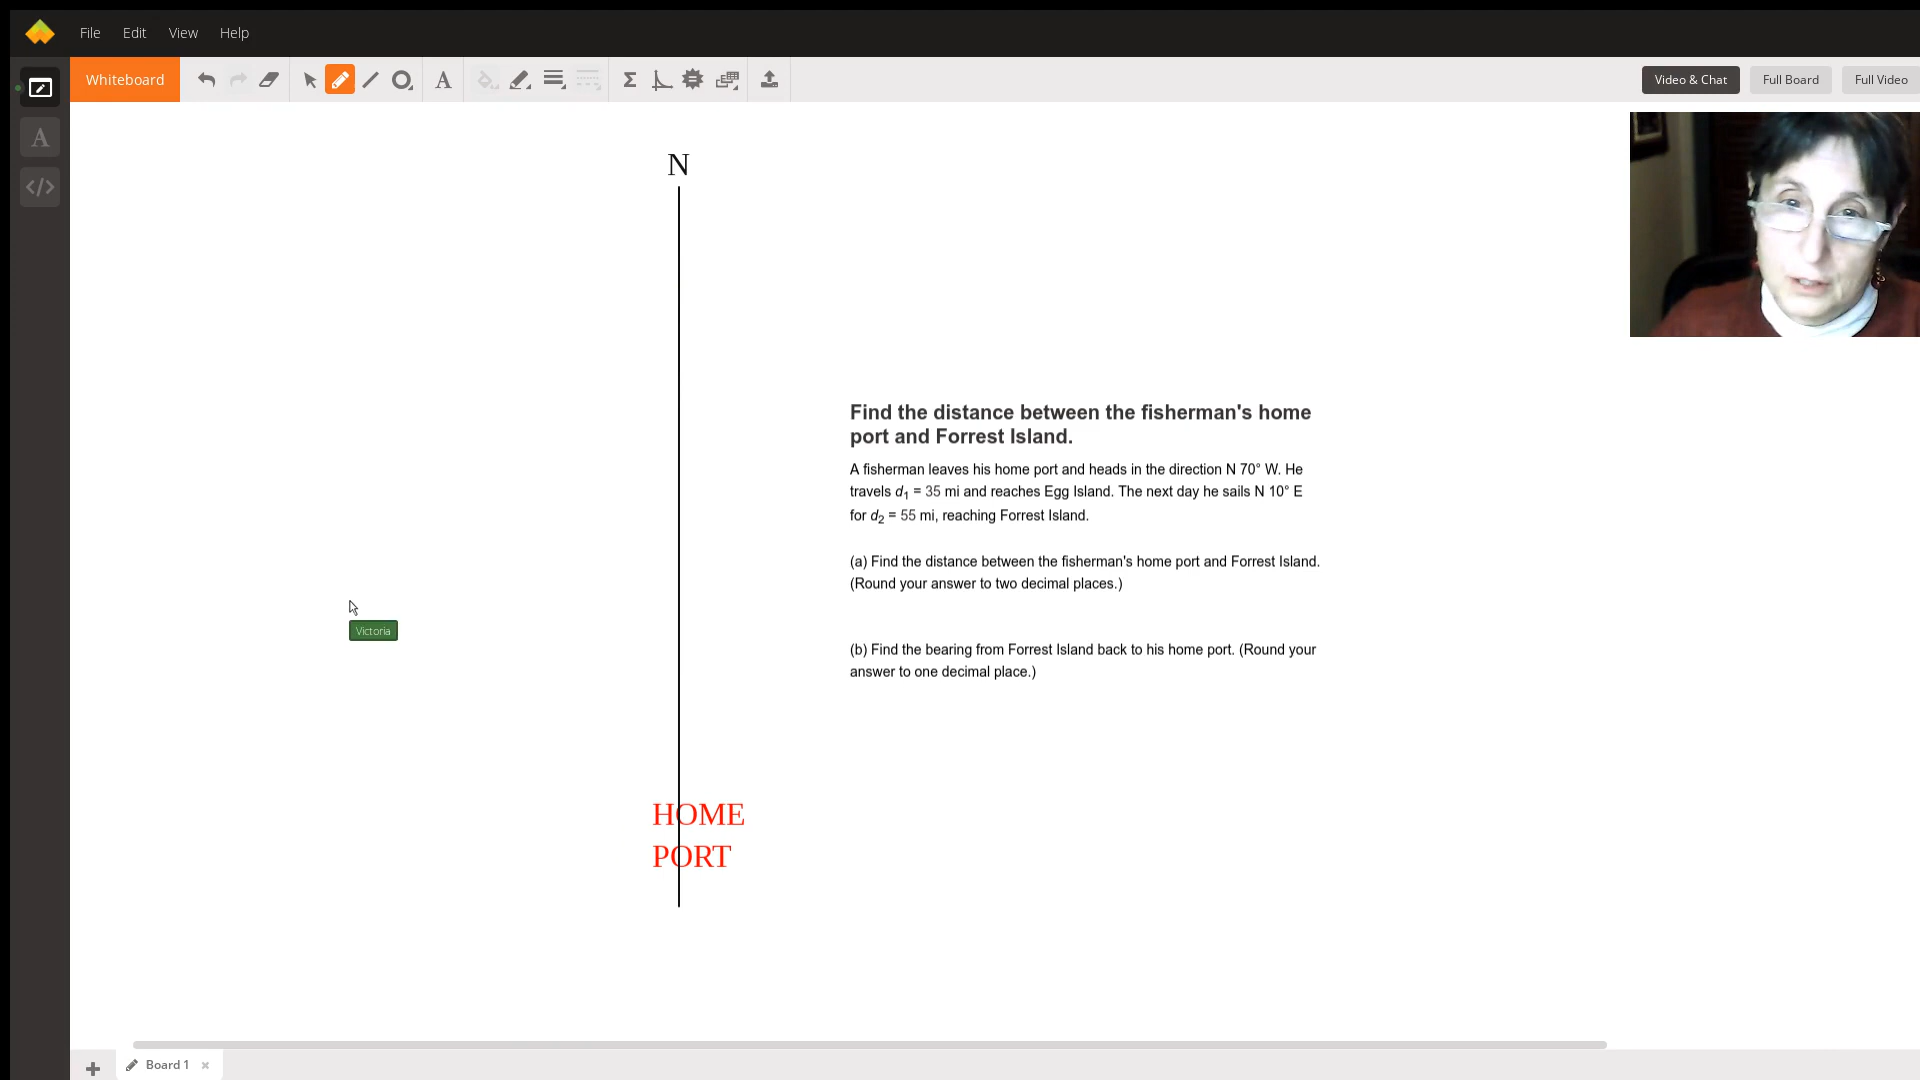 File Edit View Help
Whiteboard A Σ Video & Chat Full Board Full Video
A
</>
N
Find the distance between the fisherman's home
port and Forrest Island.
A fisherman leaves his home port and heads in the direction N 70° W. He
travels d1 = 35 mi and reaches Egg Island. The next day he sails N 10° E
for d2 = 55 mi, reaching Forrest Island.
(a) Find the distance between the fisherman's home port and Forrest Island.
(Round your answer to two decimal places.)
Victoria
(b) Find the bearing from Forrest Island back to his home port. (Round your
answer to one decimal place.)
HOME
PORT
Board 1